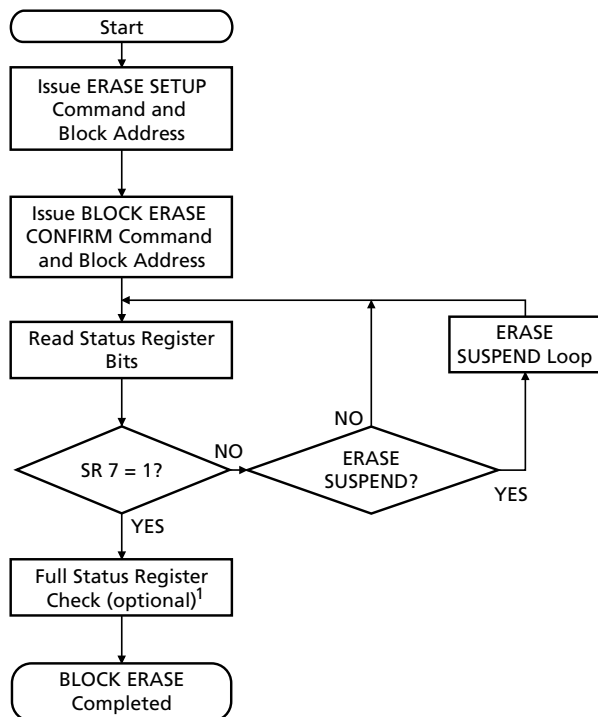 Start
Issue ERASE SETUP
Command and
Block Address
Issue BLOCK ERASE
CONFIRM Command
and Block Address
Read Status Register
Bits
ERASE
SUSPEND Loop
SR 7 = 1?
NO
ERASE
SUSPEND?
NO
YES
YES
Full Status Register
Check (optional)1
BLOCK ERASE
Completed